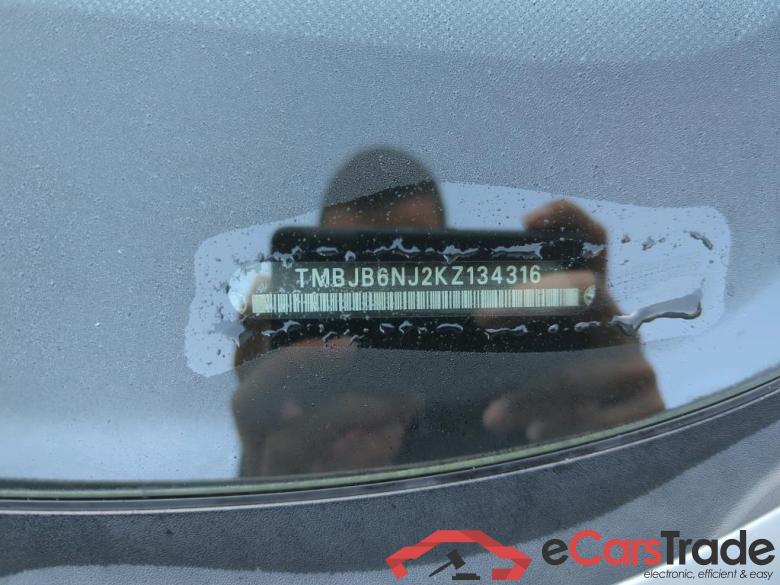 TMBJB6NJ2KZ134316
eCarsTrade
electronic, efficient & easy